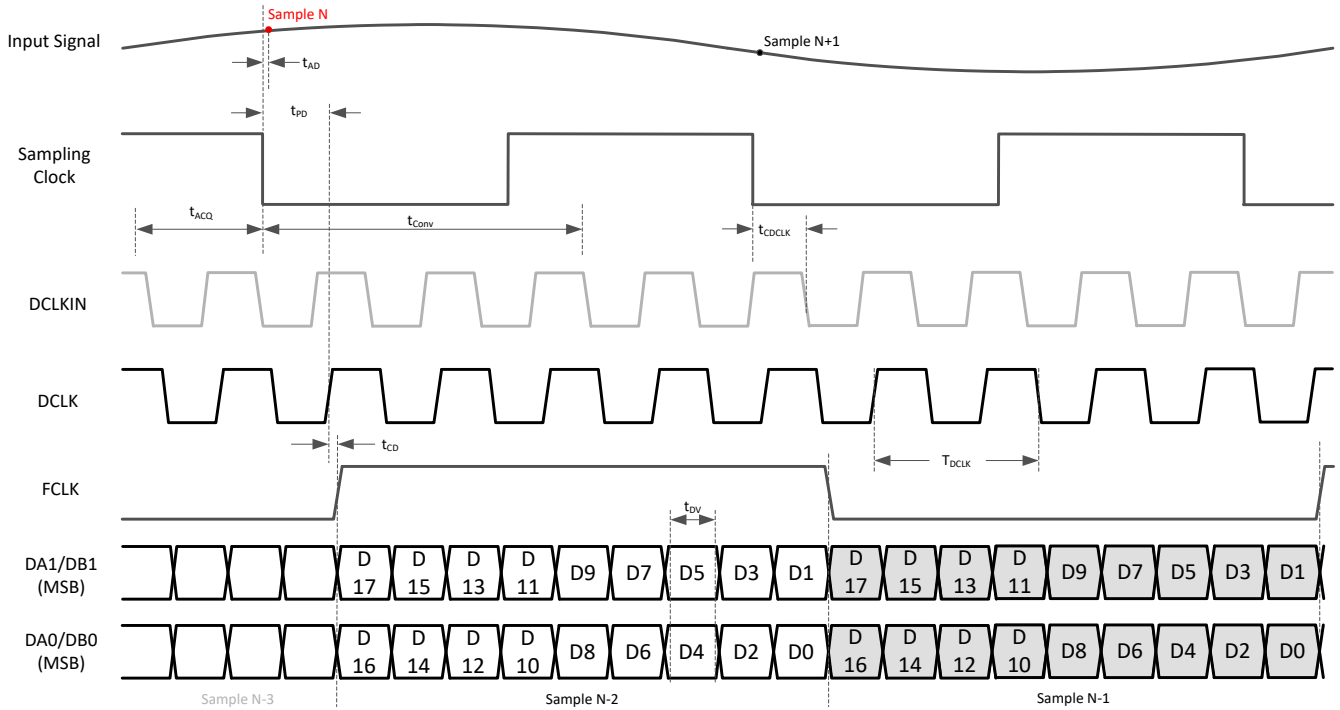 Sample N
Input Signal
Sample N+1
tAD
tPD
Sampling
Clock
tACQ
tConv
tCDCLK
DCLKIN
DCLK
tCD
TDCLK
FCLK
tDV
DA1/DB1
(MSB)
D
17
D
15
D
13
D
11
D9
D7
D5
D3
D1
D
17
D
15
D
13
D
11
D9
D7
D5
D3
D1
DA0/DB0
(MSB)
D
16
D
14
D
12
D
10
D8
D6
D4
D2
D0
D
16
D
14
D
12
D
10
D8
D6
D4
D2
D0
Sample N-3
Sample N-2
Sample N-1